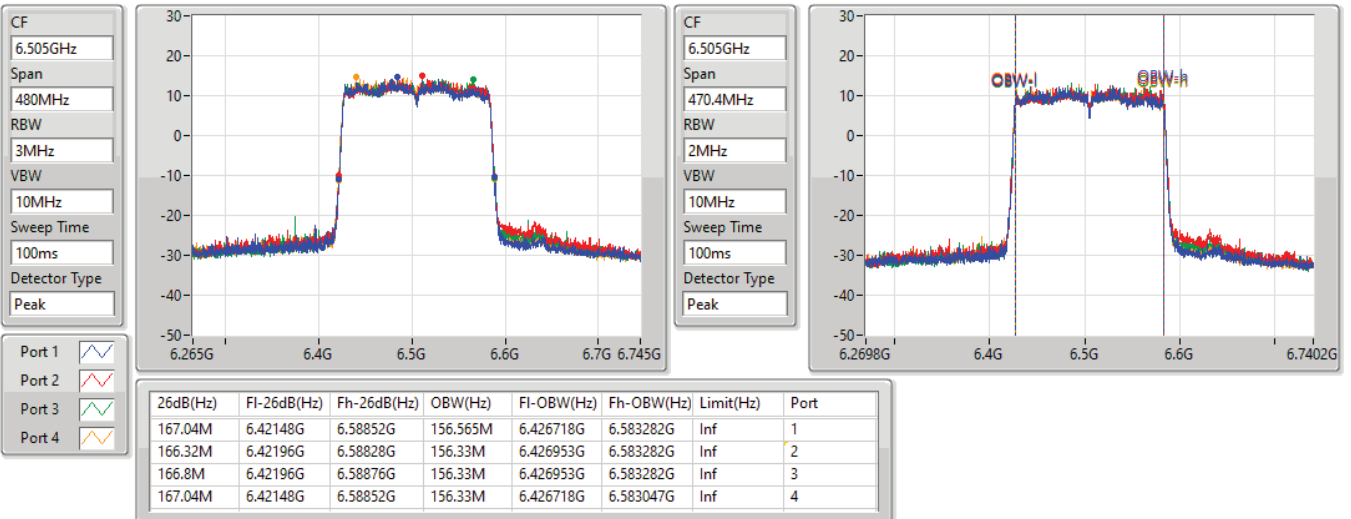 CF
6.505GHz
Span
480MHz
RBW
3MHz
VBW
10MHz
Sweep Time
100ms
Detector Type
Peak
30
20
10
0
-10
-20
-30
-40
-50
6.265G 6.4G 6.5G 6.6G 6.7G 6.745G
CF
6.505GHz
Span
470.4MHz
RBW
2MHz
VBW
10MHz
Sweep Time
100ms
Detector Type
Peak
30
20
10
0
-10
-20
-30
-40
-50
OBW-l OBW-h
6.2698G 6.4G 6.5G 6.6G 6.7402G
Port 1
Port 2
Port 3
Port 4
26dB(Hz) Fl-26dB(Hz) Fh-26dB(Hz) OBW(Hz) Fl-OBW(Hz) Fh-OBW(Hz) Limit(Hz) Port
167.04M 6.42148G 6.58852G 156.565M 6.426718G 6.583282G Inf 1
166.32M 6.42196G 6.58828G 156.33M 6.426953G 6.583282G Inf 2
166.8M 6.42196G 6.58876G 156.33M 6.426953G 6.583282G Inf 3
167.04M 6.42148G 6.58852G 156.33M 6.426718G 6.583047G Inf 4